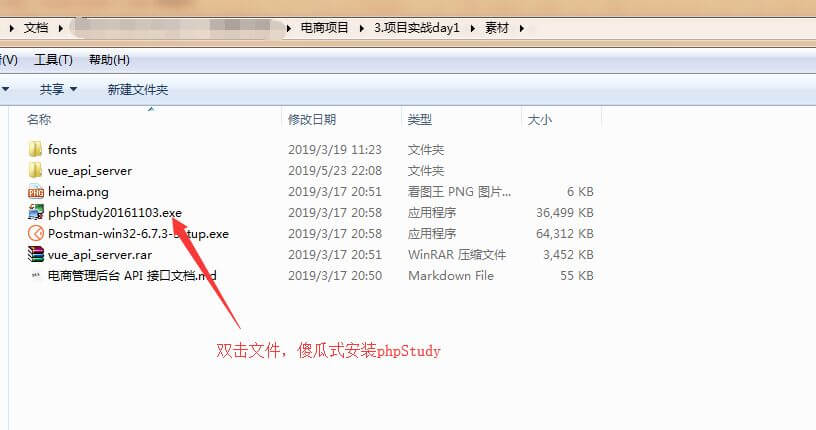 文档 电商项目 3.项目实战day1 素材
(V) 工具(T) 帮助(H)
共享 新建文件夹
名称 修改日期 类型 大小
fonts 2019/3/19 11:23 文件夹
vue_api_server 2019/5/23 22:08 文件夹
heima.png 2019/3/17 20:51 看图王 PNG 图片... 6 KB
phpStudy20161103.exe 2019/3/17 20:58 应用程序 36,499 KB
Postman-win32-6.7.3-Setup.exe 2019/3/17 20:58 应用程序 64,312 KB
vue_api_server.rar 2019/3/17 20:51 WinRAR 压缩文件 3,452 KB
电商管理后台 API 接口文档.md 2019/3/17 20:50 Markdown File 55 KB
双击文件，傻瓜式安装phpStudy